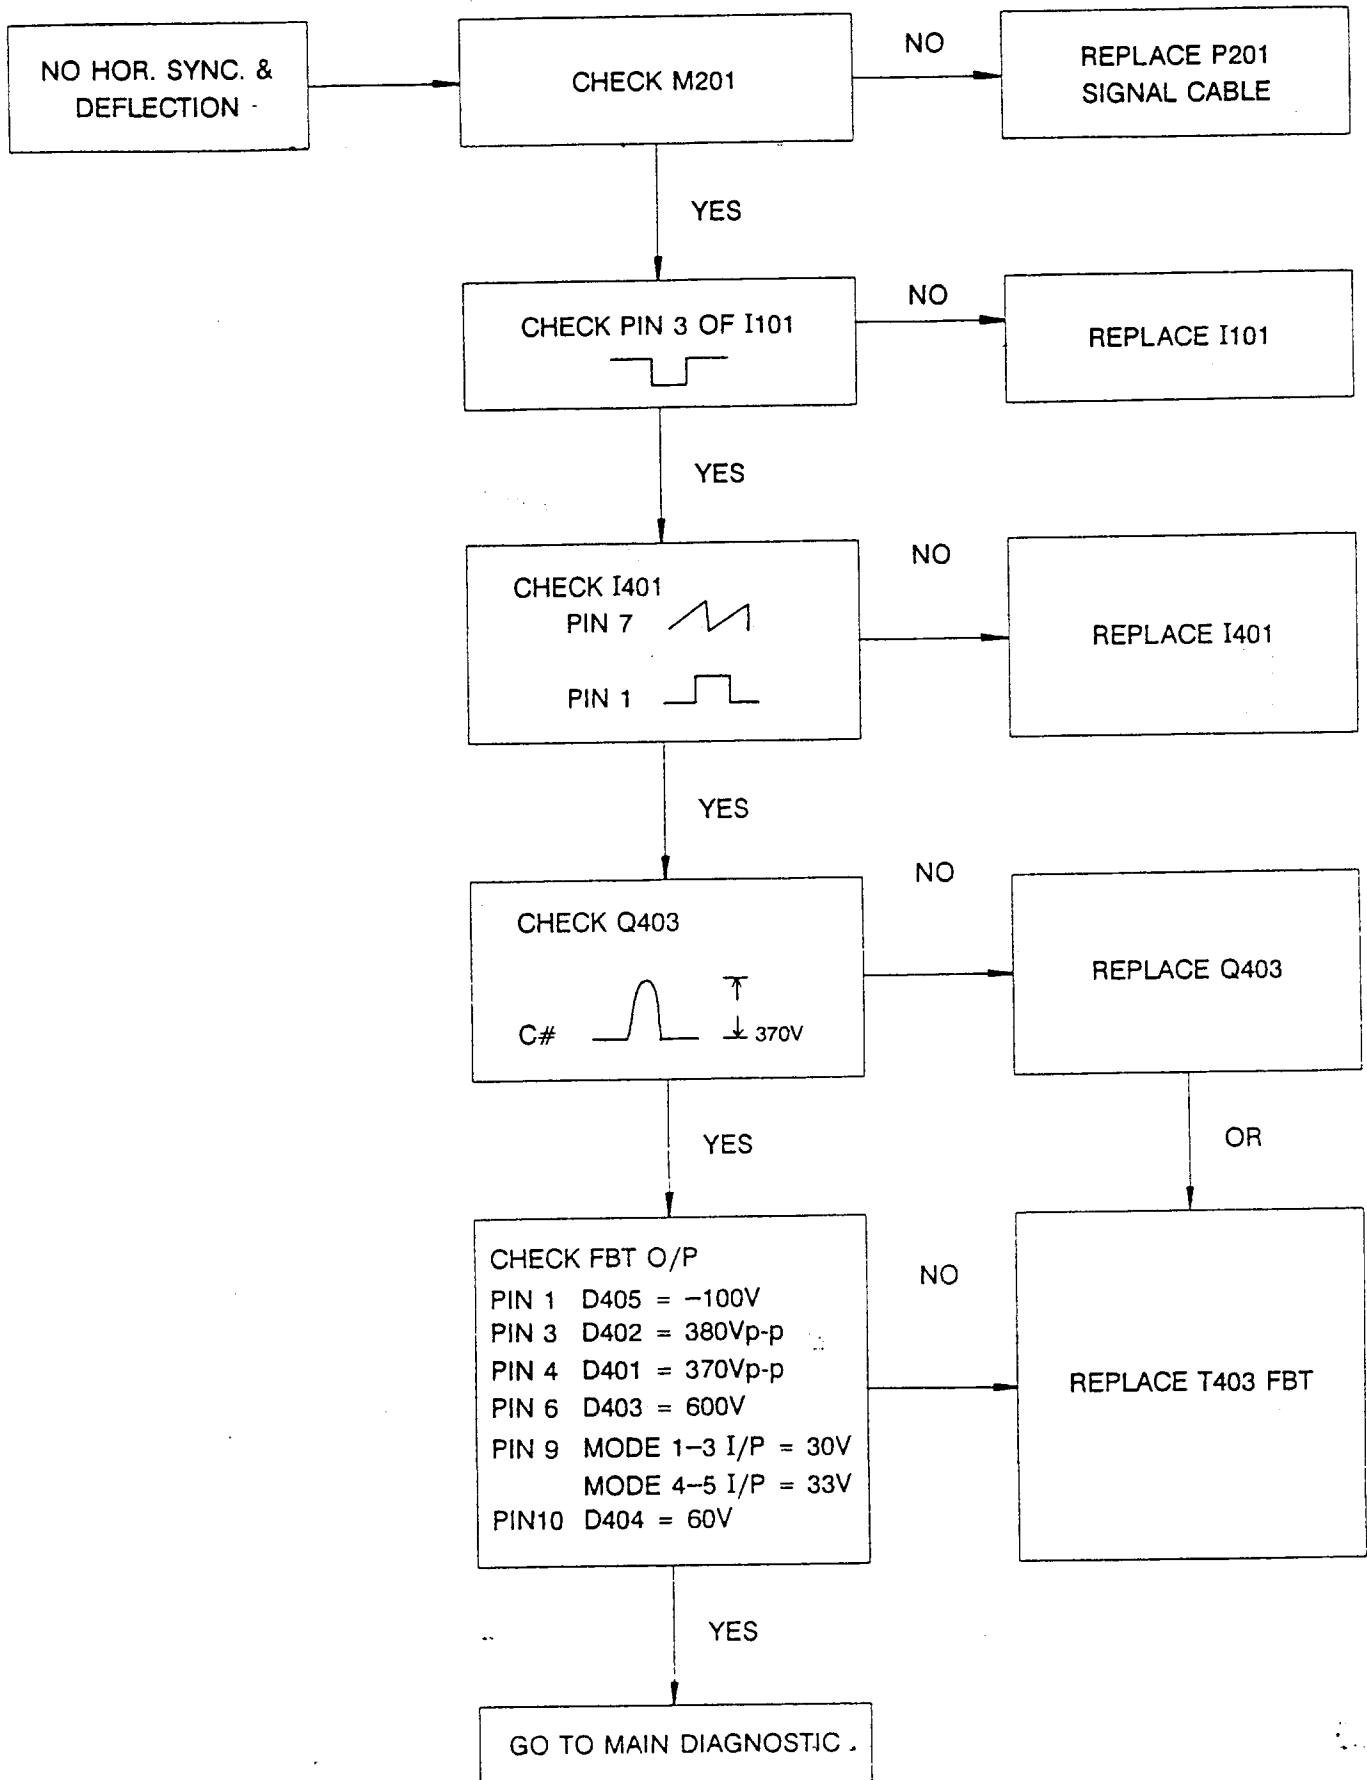 NO HOR. SYNC. &
DEFLECTION
CHECK M201
NO
REPLACE P201
SIGNAL CABLE
YES
CHECK PIN 3 OF I101
NO
REPLACE I101
YES
CHECK I401
PIN 7
PIN 1
NO
REPLACE I401
YES
CHECK Q403
C#
370V
NO
REPLACE Q403
YES
OR
CHECK FBT O/P
PIN 1 D405 = -100V
PIN 3 D402 = 380Vp-p
PIN 4 D401 = 370Vp-p
PIN 6 D403 = 600V
PIN 9 MODE 1-3 I/P = 30V
MODE 4-5 I/P = 33V
PIN10 D404 = 60V
NO
REPLACE T403 FBT
YES
GO TO MAIN DIAGNOSTIC.